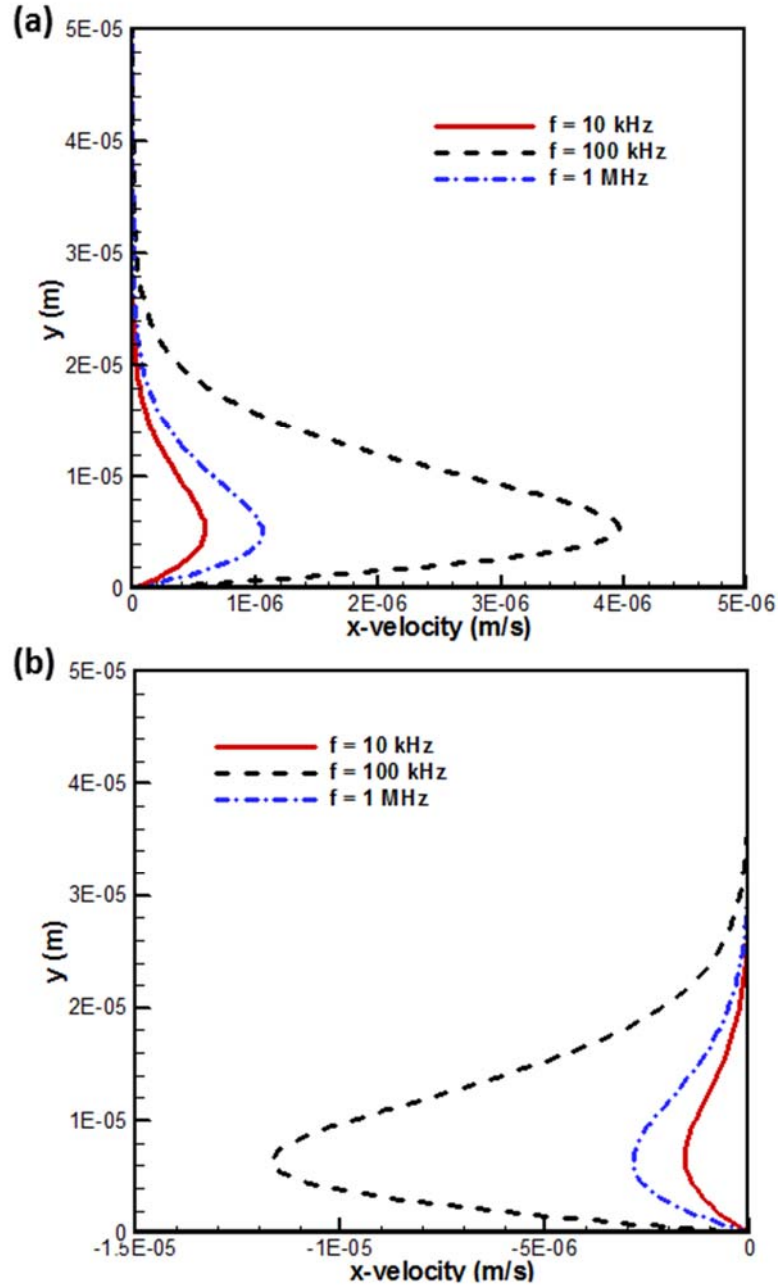 (a)
5E-05
4E-05
3E-05
2E-05
1E-05
0
y (m)
f = 10 kHz
f = 100 kHz
f = 1 MHz
0 1E-06 2E-06 3E-06 4E-06 5E-06
x-velocity (m/s)
(b)
5E-05
4E-05
3E-05
2E-05
1E-05
0
y (m)
f = 10 kHz
f = 100 kHz
f = 1 MHz
-1.5E-05 -1E-05 -5E-06 0
x-velocity (m/s)